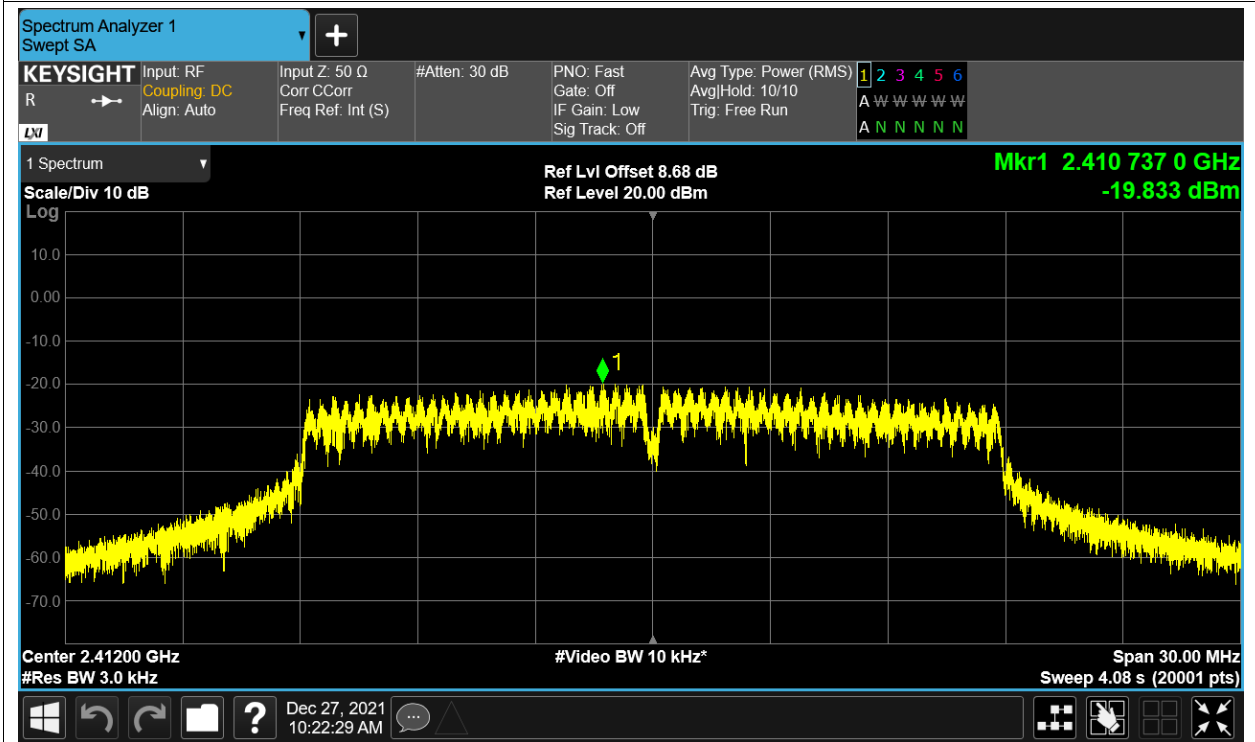 Spectrum Analyzer 1
Swept SA
+
KEYSIGHT
R
LXI
Input: RF
Coupling: DC
Align: Auto
Input Z: 50 Ω
Corr CCorr
Freq Ref: Int (S)
#Atten: 30 dB
PNO: Fast
Gate: Off
IF Gain: Low
Sig Track: Off
Avg Type: Power (RMS)
Avg|Hold: 10/10
Trig: Free Run
1 2 3 4 5 6
A W W W W W
A N N N N N
1 Spectrum
Scale/Div 10 dB
Log
Ref Lvl Offset 8.68 dB
Ref Level 20.00 dBm
Mkr1 2.410 737 0 GHz
-19.833 dBm
10.0
0.00
-10.0
-20.0
-30.0
-40.0
-50.0
-60.0
-70.0
1
Center 2.41200 GHz
#Res BW 3.0 kHz
#Video BW 10 kHz*
Span 30.00 MHz
Sweep 4.08 s (20001 pts)
?
Dec 27, 2021
10:22:29 AM